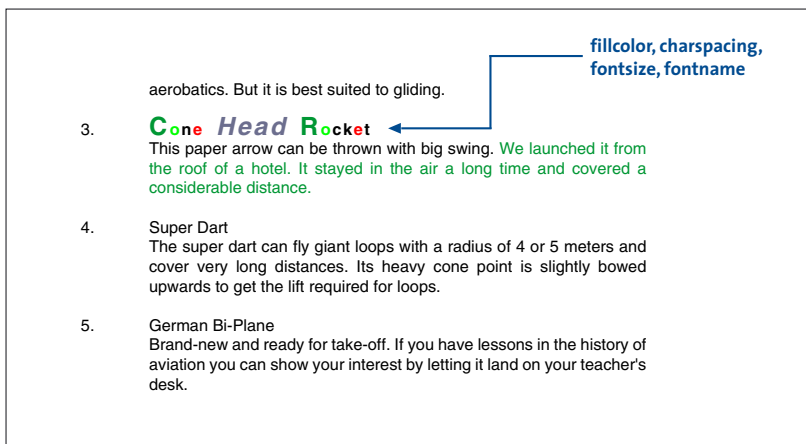 fillcolor, charspacing,
fontsize, fontname
aerobatics. But it is best suited to gliding.
3. Cone Head Rocket
This paper arrow can be thrown with big swing. We launched it from
the roof of a hotel. It stayed in the air a long time and covered a
considerable distance.
4. Super Dart
The super dart can fly giant loops with a radius of 4 or 5 meters and
cover very long distances. Its heavy cone point is slightly bowed
upwards to get the lift required for loops.
5. German Bi-Plane
Brand-new and ready for take-off. If you have lessons in the history of
aviation you can show your interest by letting it land on your teacher's
desk.